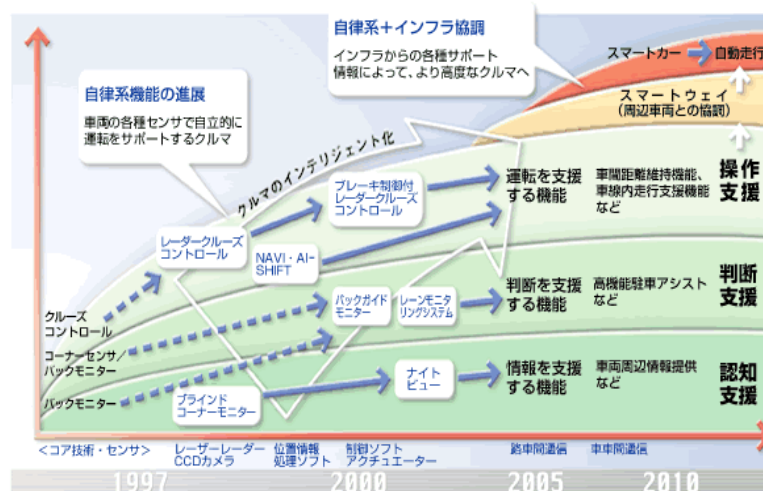 自律系+インフラ協調
インフラからの各種サポート
情報によって、より高度なクルマへ
スマートカー
自動走行
自律系機能の進展
車両の各種センサで自立的に
運転をサポートするクルマ
スマートウェイ
(周辺車両との協調)
クルマのインテリジェント化
ブレーキ制御付
レーダークルーズ
コントロール
運転を支援
する機能
車間距離維持機能、
車線内走行支援機能
など
操作
支援
レーダークルーズ
コントロール
NAVI・AI-
SHIFT
クルーズ
コントロール
バックガイド
モニター
レーンモニタ
リングシステム
判断を支援
する機能
高機能駐車アシスト
など
判断
支援
コーナーセンサ/
バックモニター
バックモニター
ブラインド
コーナーモニター
ナイト
ビュー
情報を支援
する機能
車両周辺情報提供
など
認知
支援
<コア技術・センサ>
レーザーレーダー
CCDカメラ
位置情報
処理ソフト
制御ソフト
アクチュエーター
路車間通信
車車間通信
1997
2000
2005
2010